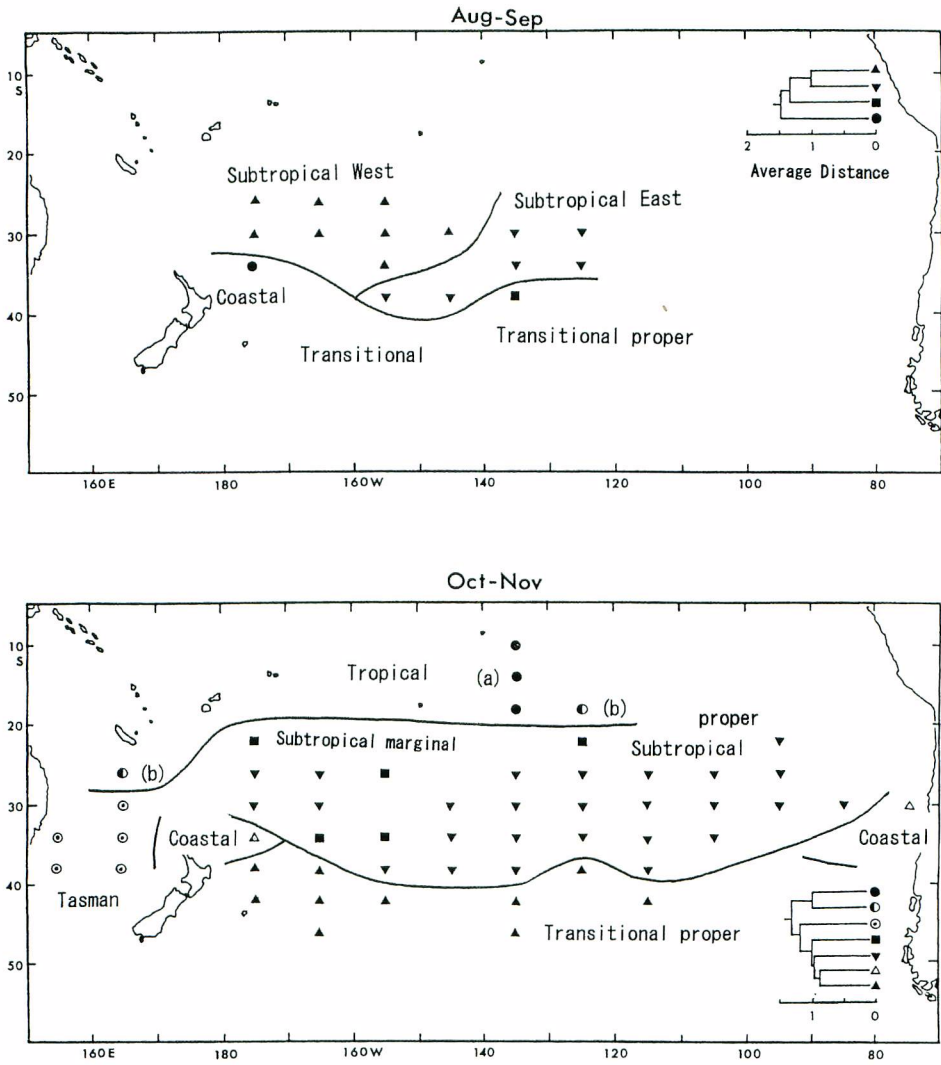 Aug-Sep
10
S
20
30
40
50
Subtropical West
Subtropical East
Coastal
Transitional
Transitional proper
2 1 0
Average Distance
160E 180 160W 140 120 100 80
Oct-Nov
10
S
20
30
40
50
Tropical
(a)
(b)
proper
Subtropical marginal
Subtropical
(b)
Coastal
Coastal
Tasman
Transitional proper
1 0
160E 180 160W 140 120 100 80